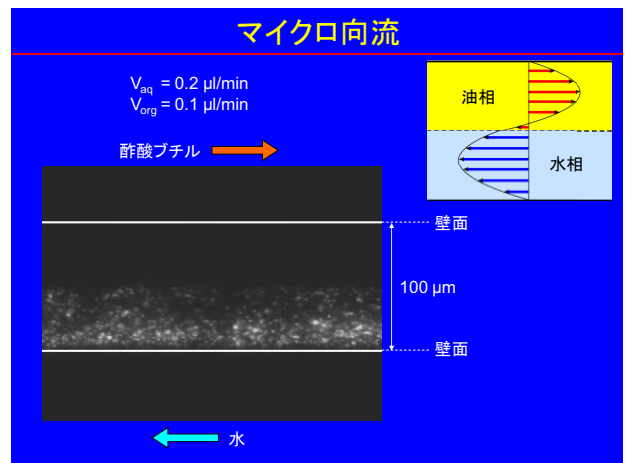 マイクロ向流
Vaq = 0.2 µl/min
Vorg = 0.1 µl/min
油相
水相
酢酸ブチル
壁面
100 µm
壁面
水